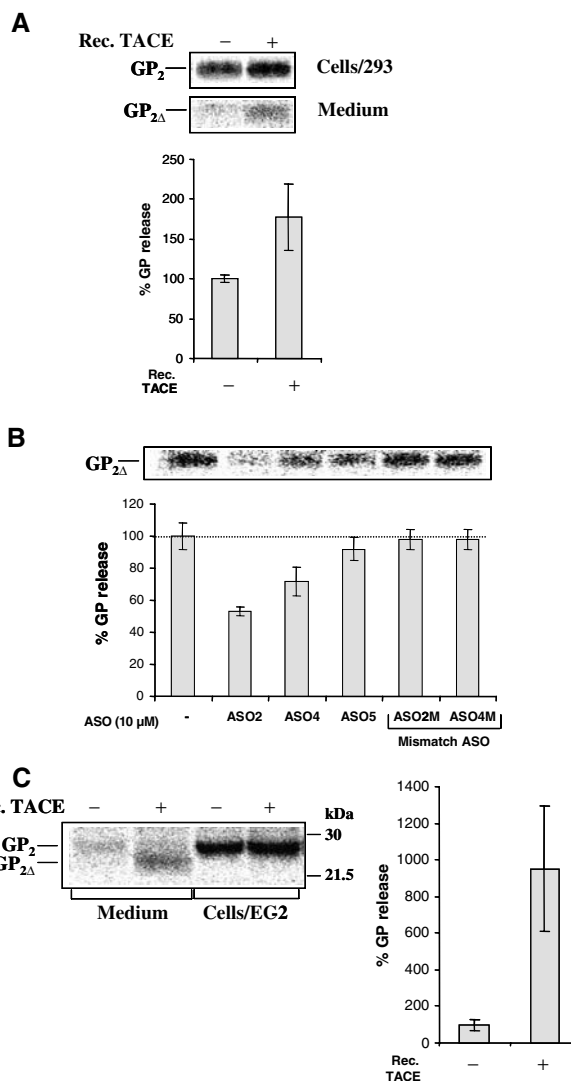 A
Rec. TACE − +
GP2 Cells/293
GP2Δ Medium
250
200
150
100
50
0
% GP release
Rec.
TACE − +
B
GP2Δ
120
100
80
60
40
20
0
% GP release
ASO (10 µM) - ASO2 ASO4 ASO5 ASO2M ASO4M
Mismatch ASO
C
c. TACE − + − + kDa
GP2 30
GP2Δ 21.5
Medium Cells/EG2
1400
1200
1000
800
600
400
200
0
% GP release
Rec.
TACE − +